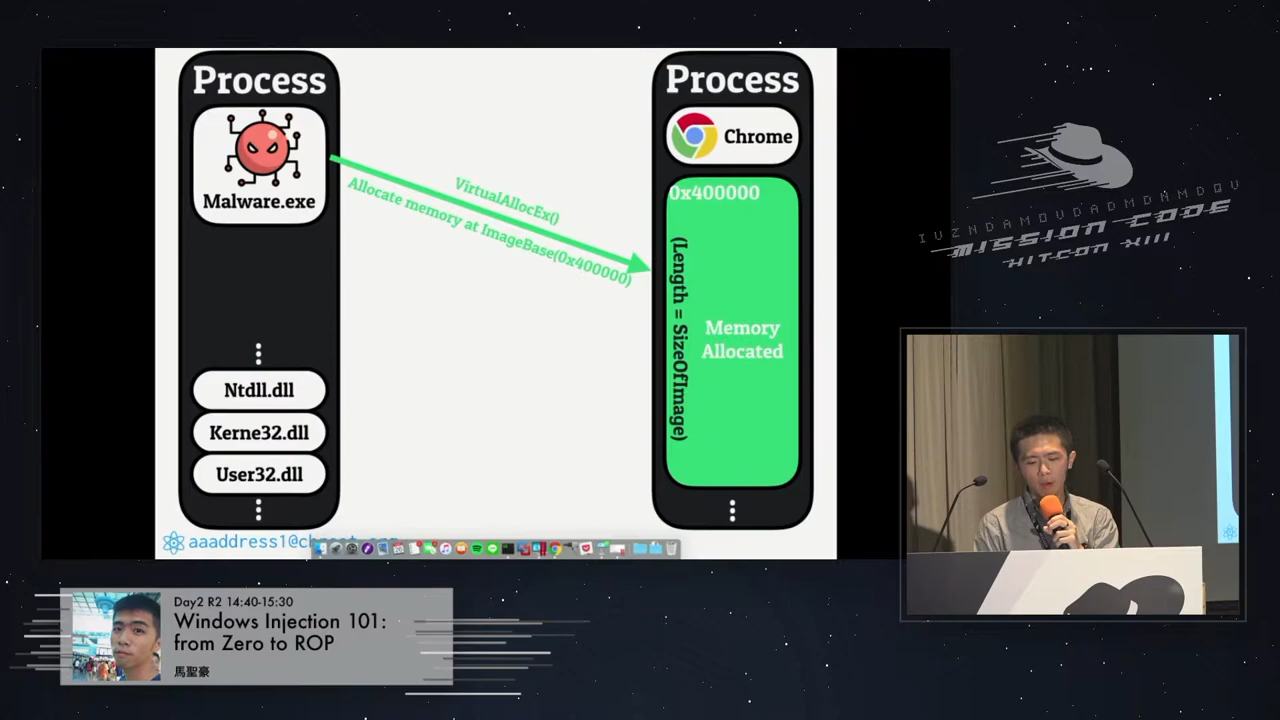 Process
Malware.exe
Ntdll.dll
Kerne32.dll
User32.dll
VirtualAllocEx()
Allocate memory at ImageBase(0x400000)
Process
Chrome
0x400000
(Length = SizeOfImage)
Memory
Allocated
IVZNDAMOVDADMDHMDQV
MISSION CODE
HITCON XIII
Day2 R2 14:40-15:30
Windows Injection 101:
from Zero to ROP
馬聖豪